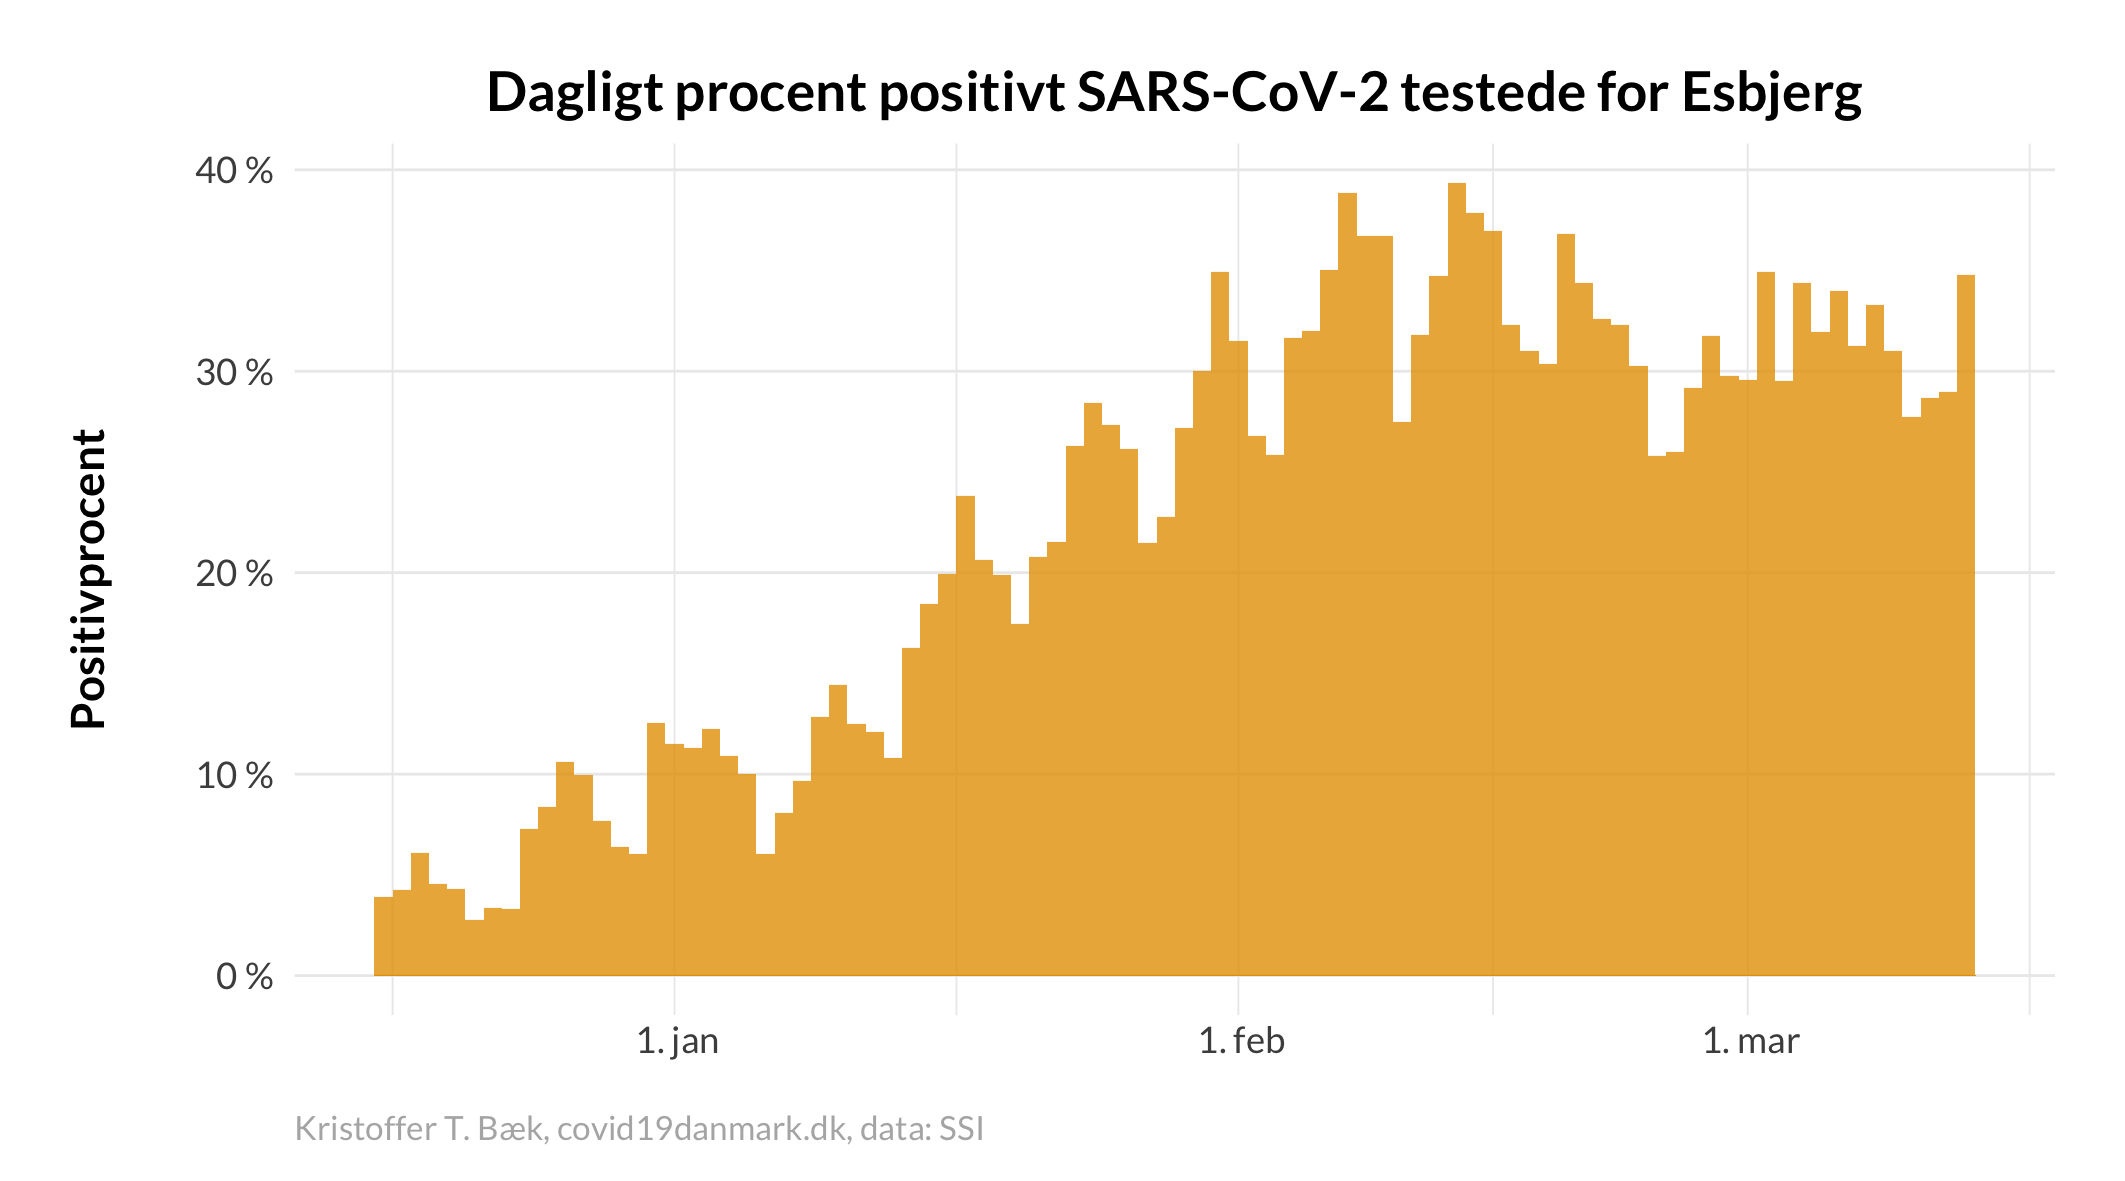 Dagligt procent positivt SARS-CoV-2 testede for Esbjerg
Positivprocent
40 %
30 %
20 %
10 %
0 %
1. jan
1. feb
1. mar
Kristoffer T. Bæk, covid19danmark.dk, data: SSI